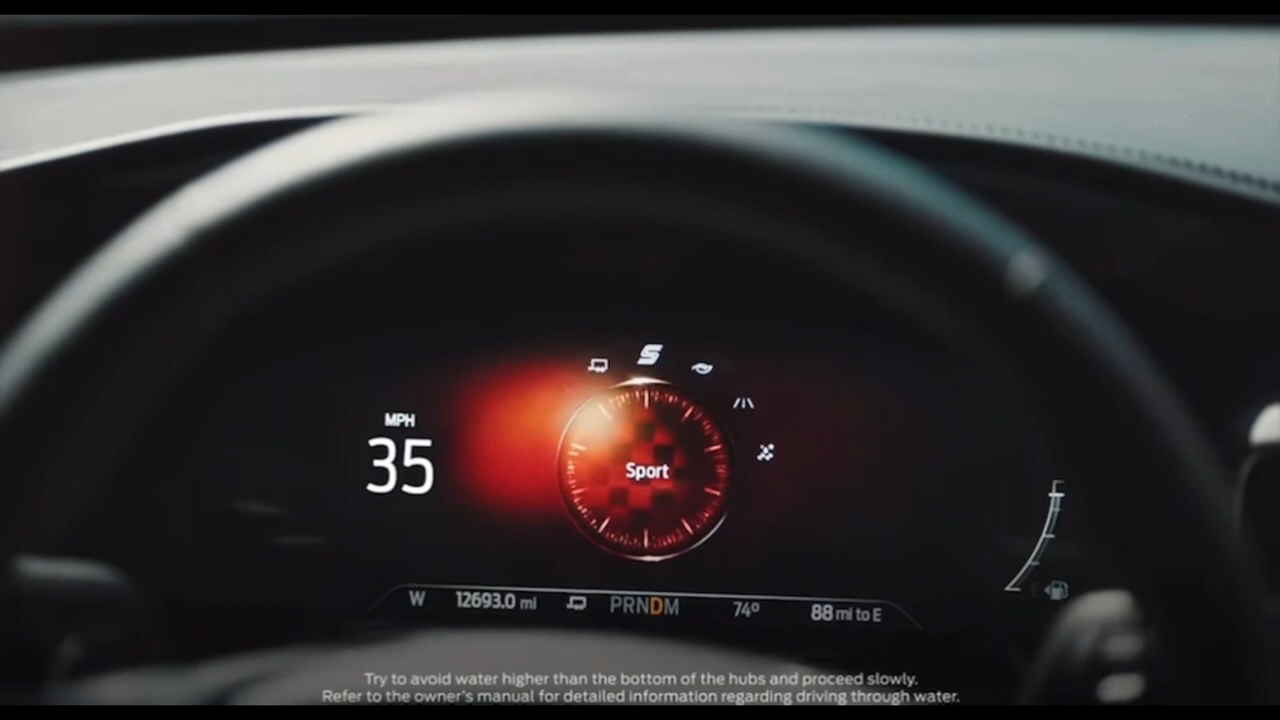 MPH
35
Sport
W 12693.0 mi PRNDM 74° 88 mi to E
Try to avoid water higher than the bottom of the hubs and proceed slowly.
Refer to the owner's manual for detailed information regarding driving through water.